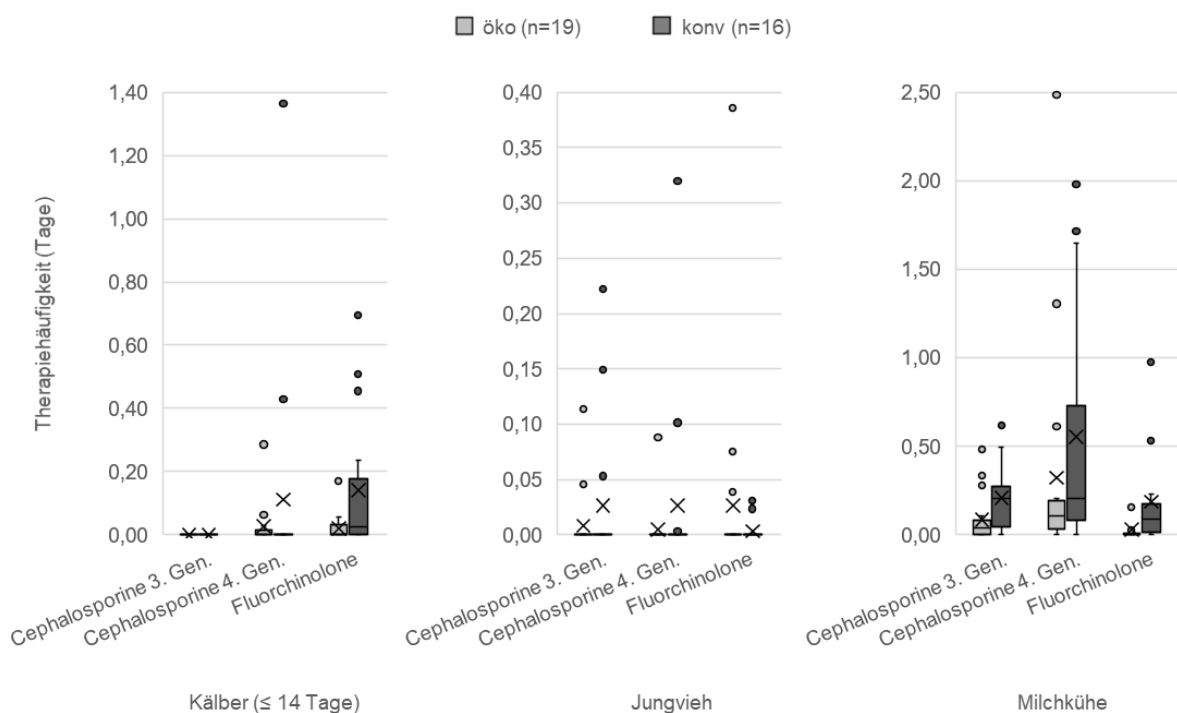 öko (n=19) konv (n=16)
Therapiehäufigkeit (Tage)
1,40
1,20
1,00
0,80
0,60
0,40
0,20
0,00
Cephalosporine 3. Gen.
Cephalosporine 4. Gen.
Fluorchinolone
Kälber (≤ 14 Tage)
0,40
0,35
0,30
0,25
0,20
0,15
0,10
0,05
0,00
Cephalosporine 3. Gen.
Cephalosporine 4. Gen.
Fluorchinolone
Jungvieh
2,50
2,00
1,50
1,00
0,50
0,00
Cephalosporine 3. Gen.
Cephalosporine 4. Gen.
Fluorchinolone
Milchkühe